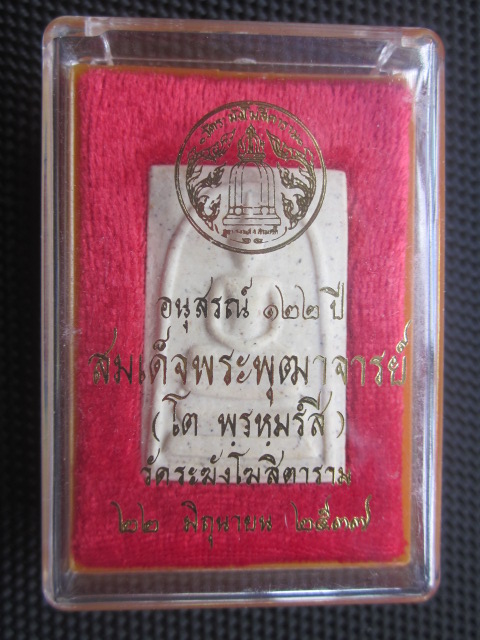 อนุสรณ์ ๑๒๒ ปี
สมเด็จพระพุฒาจารย์
(โต พฺรหฺมรํสี)
วัดระฆังโฆสิตาราม
๒๒ มิถุนายน ๒๕๓๗